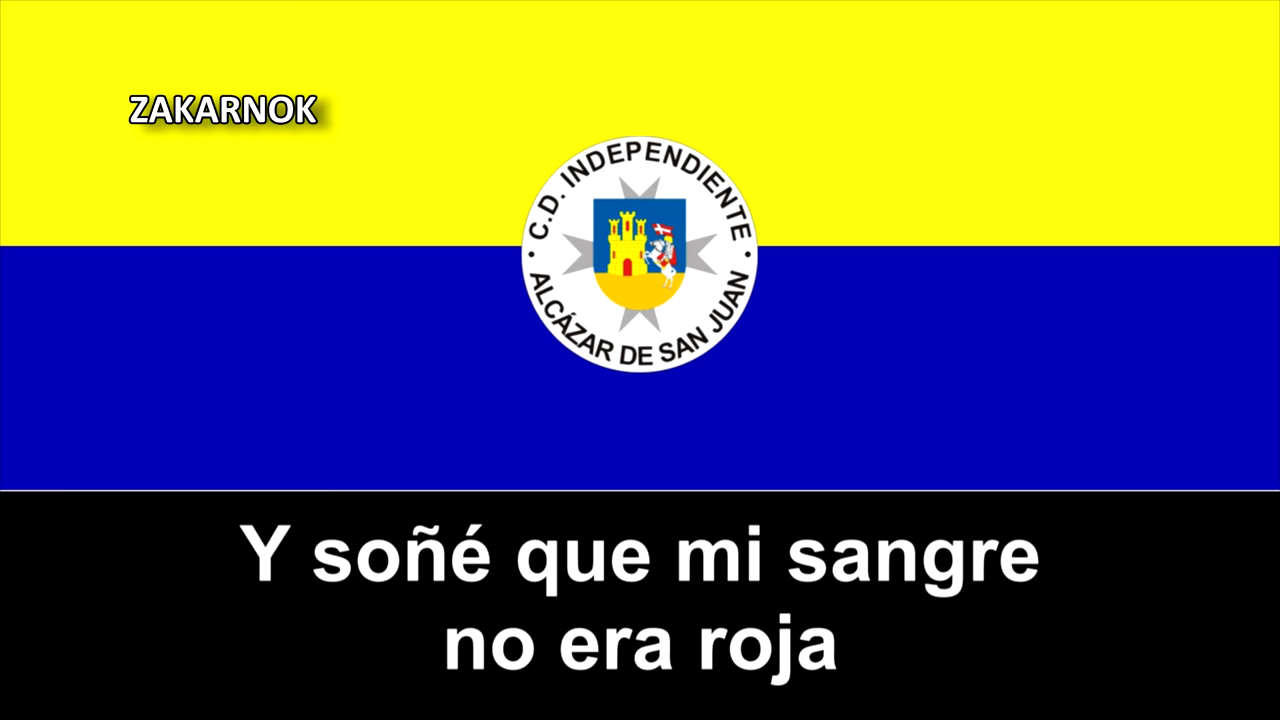 ZAKARNOK
· C.D. INDEPENDIENTE ·
ALCÁZAR DE SAN JUAN
Y soñé que mi sangre
no era roja